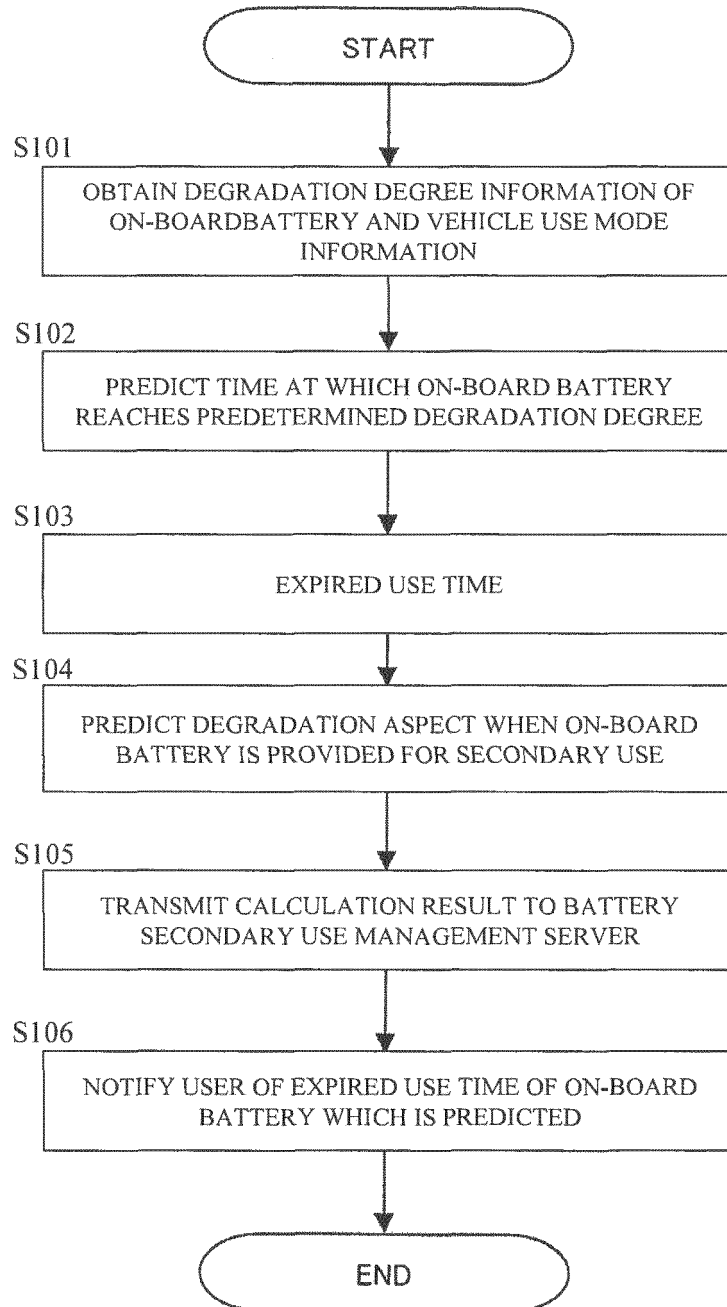 START
S101
OBTAIN DEGRADATION DEGREE INFORMATION OF
ON-BOARDBATTERY AND VEHICLE USE MODE
INFORMATION
S102
PREDICT TIME AT WHICH ON-BOARD BATTERY
REACHES PREDETERMINED DEGRADATION DEGREE
S103
EXPIRED USE TIME
S104
PREDICT DEGRADATION ASPECT WHEN ON-BOARD
BATTERY IS PROVIDED FOR SECONDARY USE
S105
TRANSMIT CALCULATION RESULT TO BATTERY
SECONDARY USE MANAGEMENT SERVER
S106
NOTIFY USER OF EXPIRED USE TIME OF ON-BOARD
BATTERY WHICH IS PREDICTED
END